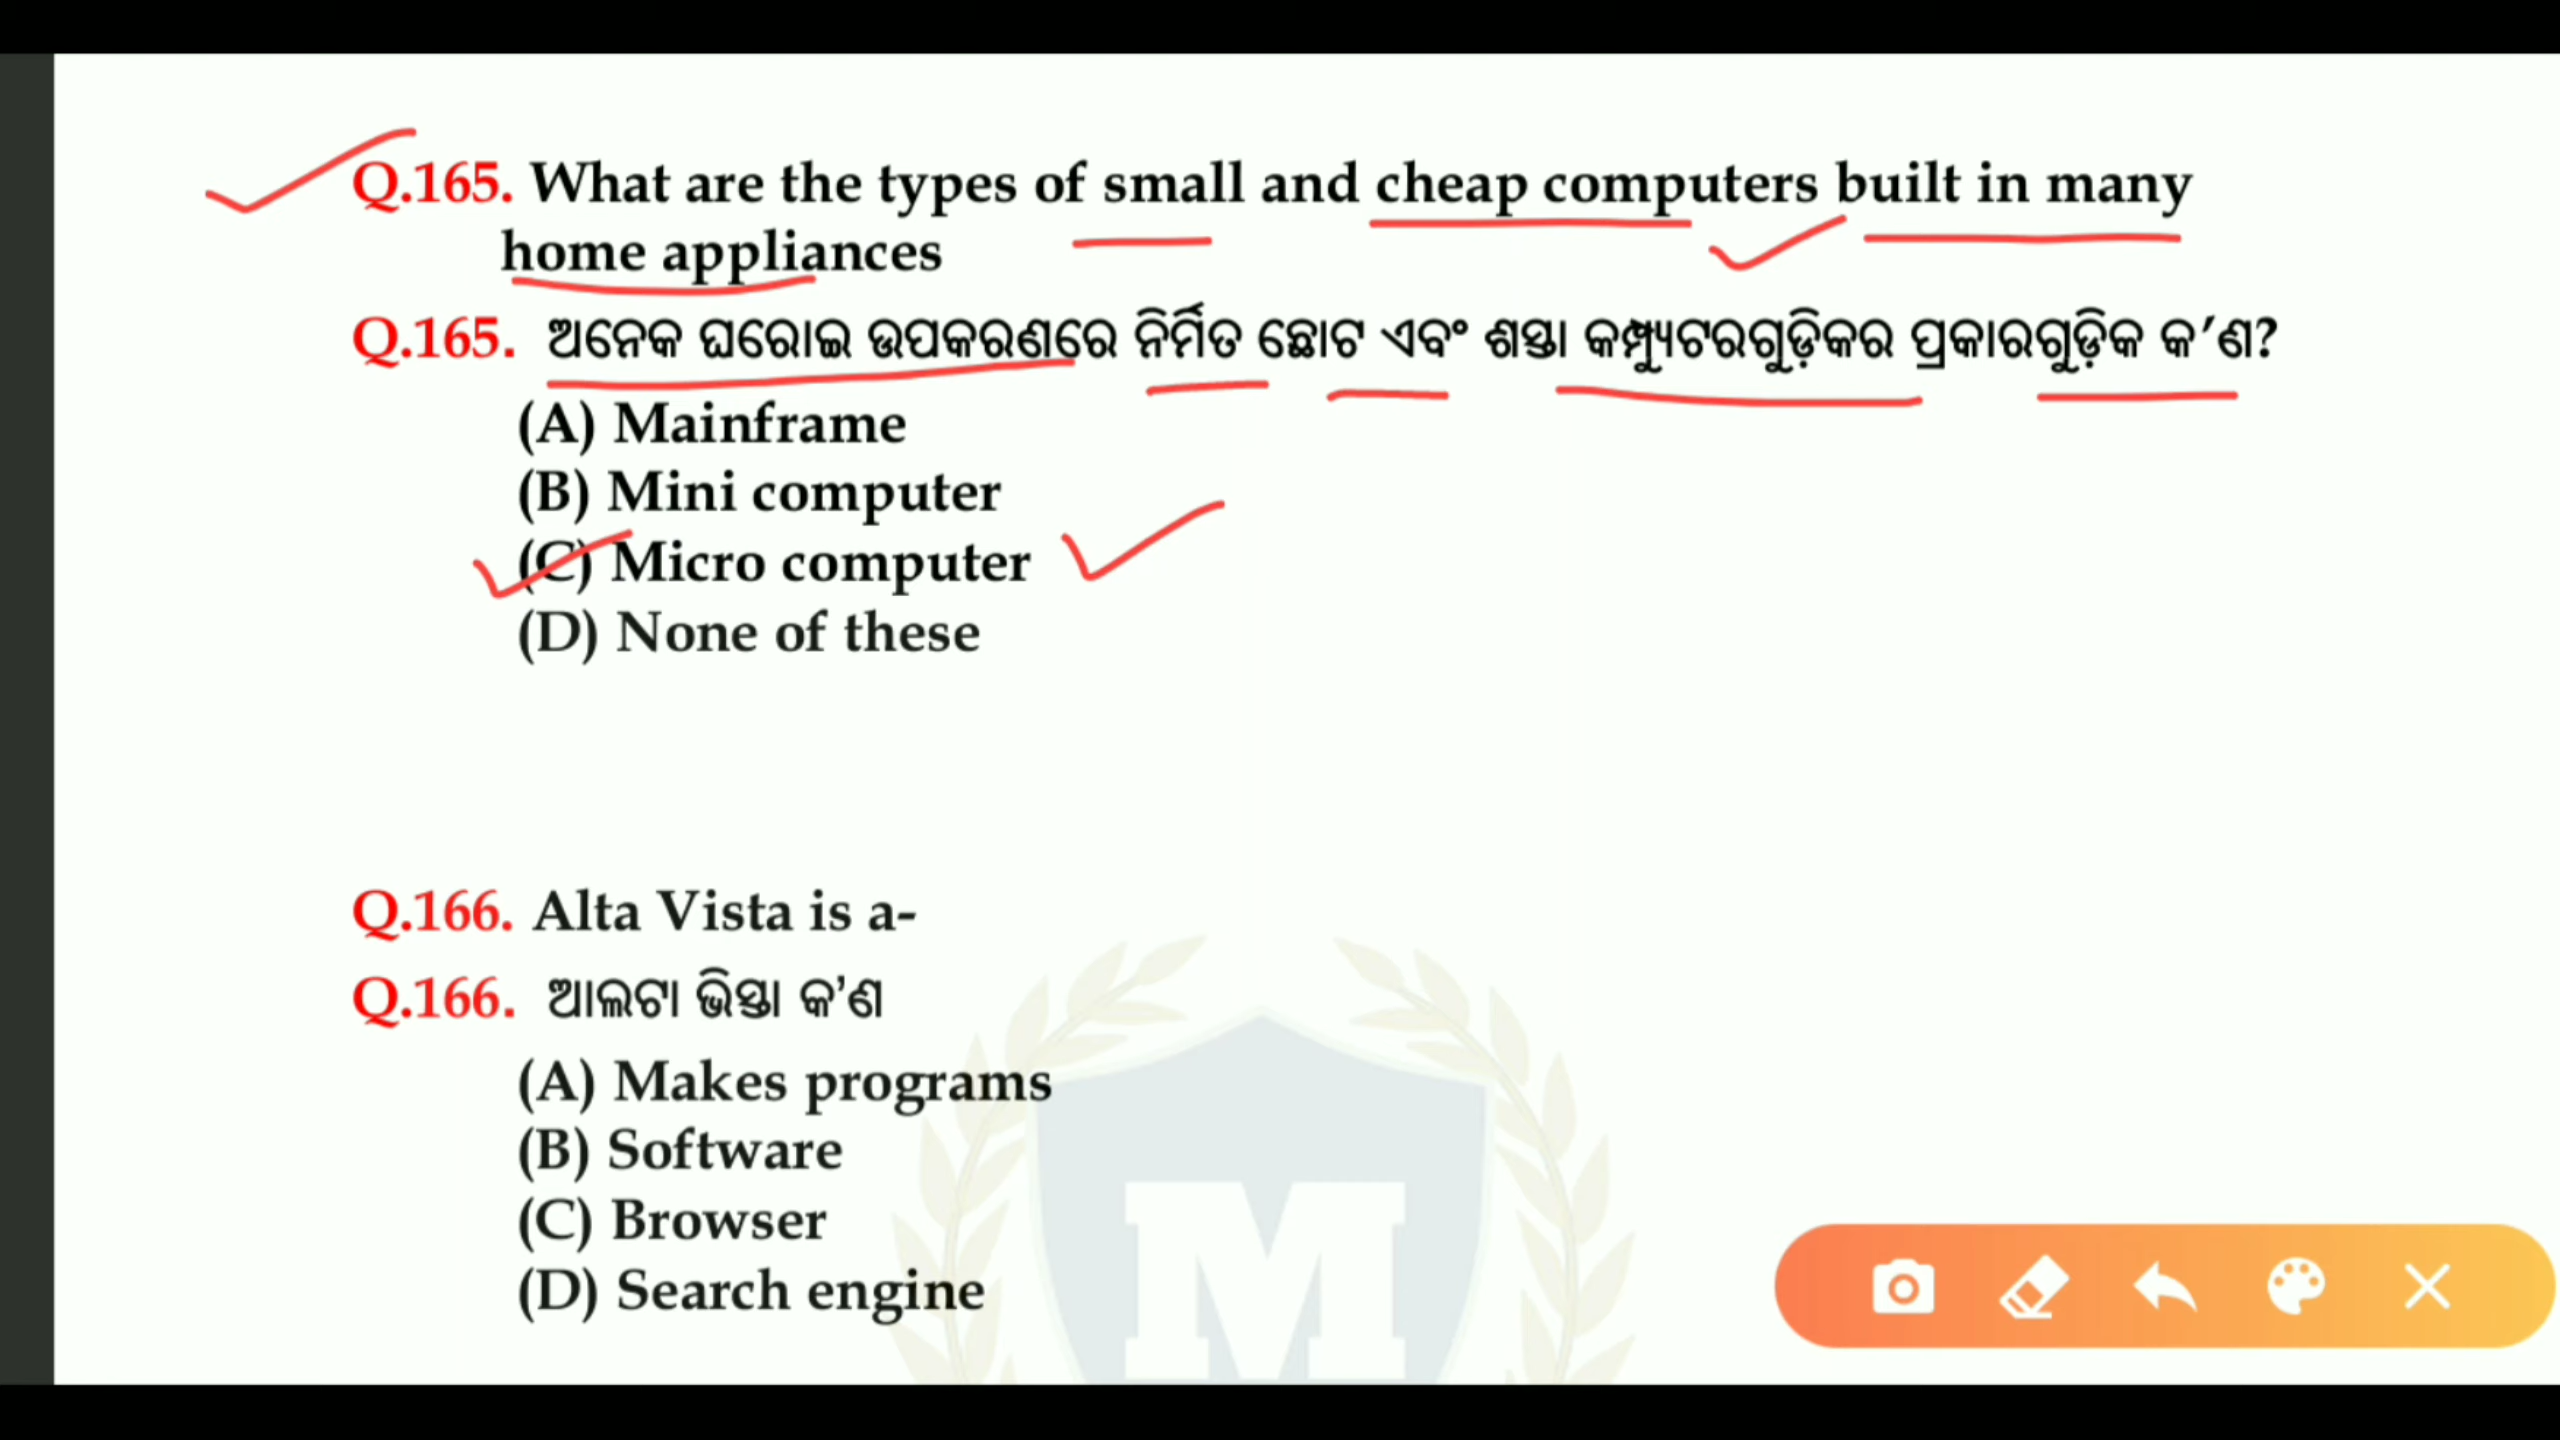 Q.165. What are the types of small and cheap computers built in many
home appliances
Q.165. ଅନେକ ଘରୋଇ ଉପକରଣରେ ନିର୍ମିତ ଛୋଟ ଏବଂ ଶସ୍ତା କମ୍ପ୍ୟୁଟରଗୁଡ଼ିକର ପ୍ରକାରଗୁଡ଼ିକ କ'ଣ?
(A) Mainframe
(B) Mini computer
(C) Micro computer
(D) None of these
Q.166. Alta Vista is a-
Q.166. ଆଲଟା ଭିସ୍ତା କ'ଣ
(A) Makes programs
(B) Software
(C) Browser
(D) Search engine
M